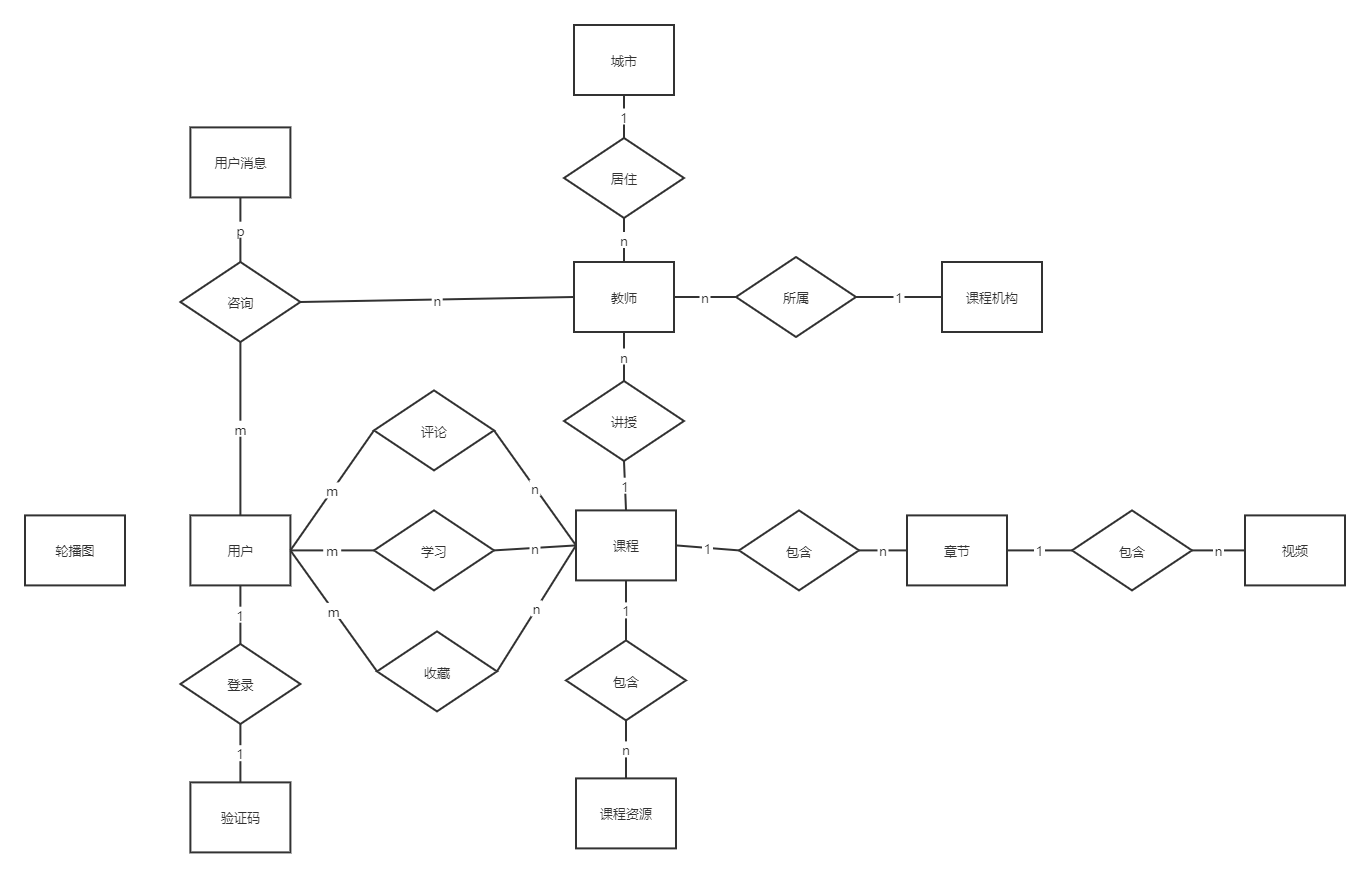 城市
1
用户消息
居住
p
n
咨询
n
教师
n
所属
1
课程机构
n
讲授
m
评论
m
n
1
轮播图
用户
m
学习
n
课程
1
包含
n
章节
1
包含
n
视频
1
m
n
1
登录
收藏
包含
1
n
验证码
课程资源